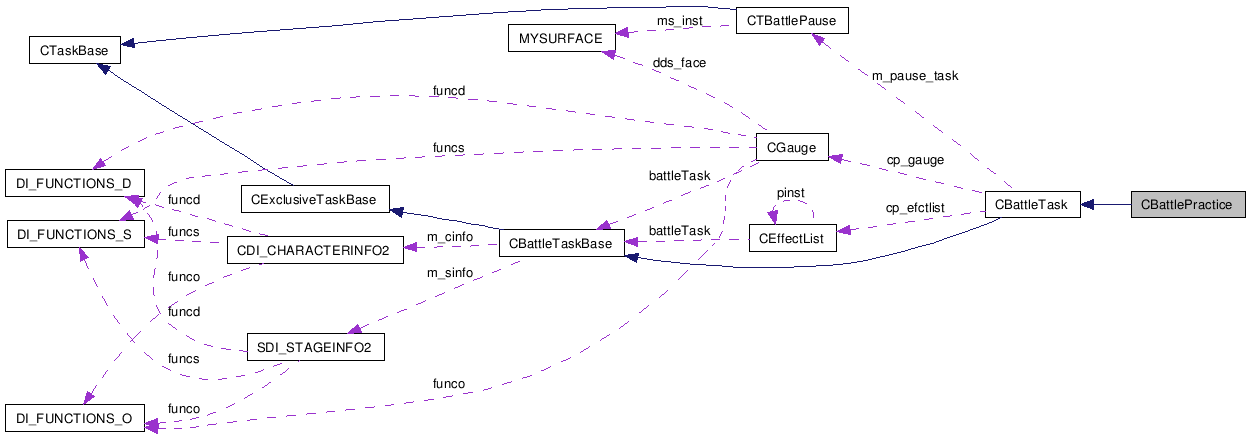 ms_inst
CTBattlePause
MYSURFACE
CTaskBase
dds_face
m_pause_task
funcd
funcs
CGauge
cp_gauge
battleTask
DI_FUNCTIONS_D
funcd
CExclusiveTaskBase
pinst
CBattleTask
CBattlePractice
cp_efctlist
DI_FUNCTIONS_S
funcs
CDI_CHARACTERINFO2
m_cinfo
CBattleTaskBase
battleTask
CEffectList
funco
m_sinfo
funcd
SDI_STAGEINFO2
funcs
funco
funco
DI_FUNCTIONS_O